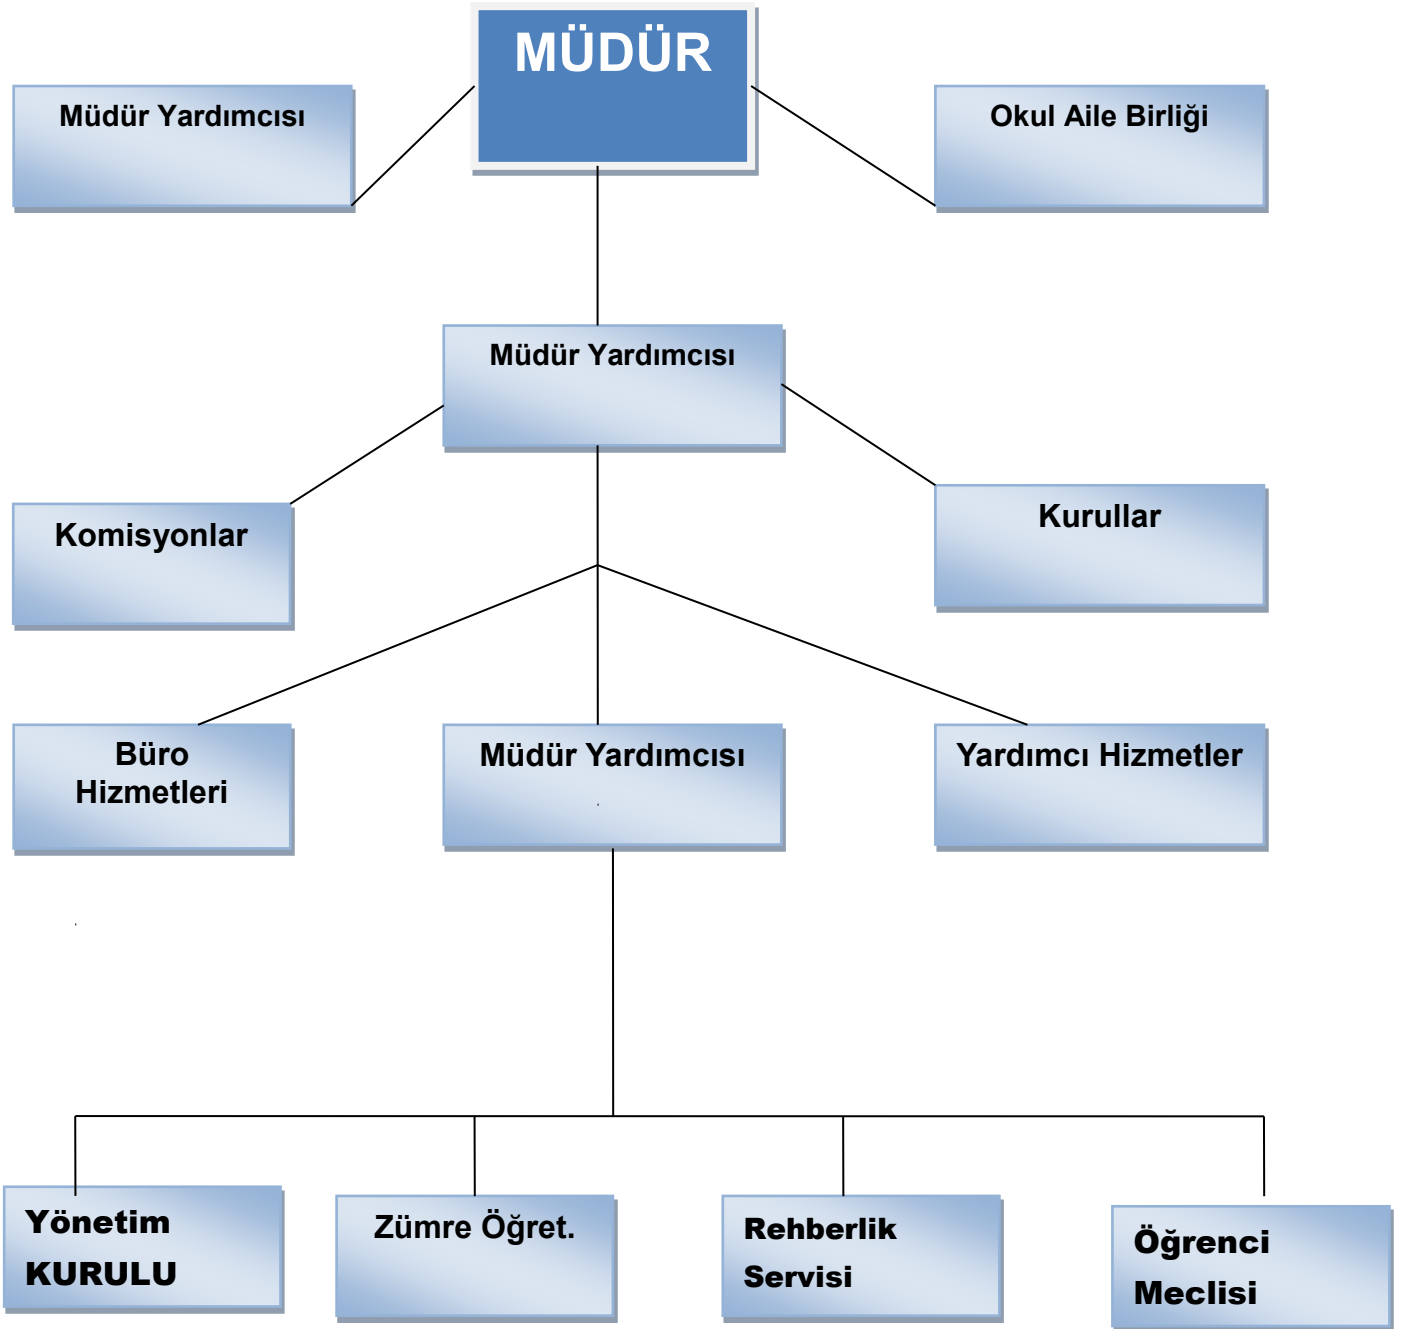 MÜDÜR
Müdür Yardımcısı
Okul Aile Birliği
Müdür Yardımcısı
Komisyonlar
Kurullar
Büro
Hizmetleri
Müdür Yardımcısı
Yardımcı Hizmetler
Yönetim
KURULU
Zümre Öğret.
Rehberlik
Servisi
Öğrenci
Meclisi